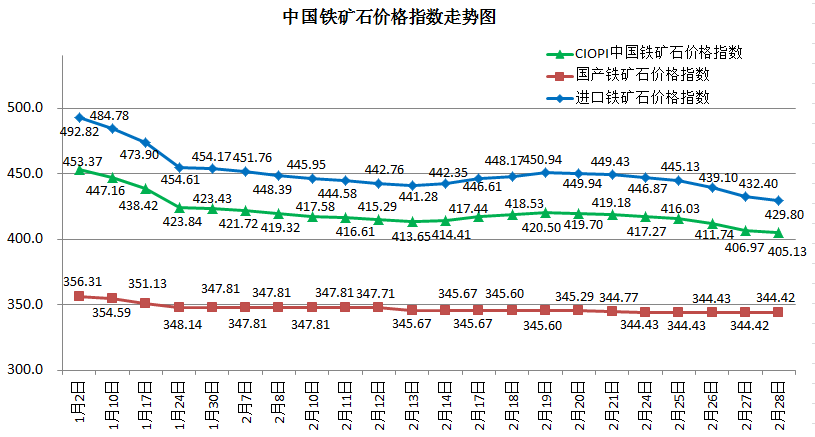 中国铁矿石价格指数走势图
CIOPI中国铁矿石价格指数
国产铁矿石价格指数
进口铁矿石价格指数
500.0
450.0
400.0
350.0
300.0
492.82
484.78
473.90
454.61
454.17
451.76
448.39
445.95
444.58
442.76
441.28
442.35
446.61
448.17
450.94
449.94
449.43
446.87
445.13
439.10
432.40
429.80
453.37
447.16
438.42
423.84
423.43
421.72
419.32
417.58
416.61
415.29
413.65
414.41
417.44
418.53
420.50
419.70
419.18
417.27
416.03
411.74
406.97
405.13
356.31
354.59
351.13
348.14
347.81
347.81
347.81
347.81
347.81
347.71
345.67
345.67
345.67
345.60
345.60
345.29
344.77
344.43
344.43
344.43
344.42
344.42
1月2日
1月10日
1月17日
1月24日
1月30日
2月7日
2月8日
2月10日
2月11日
2月12日
2月13日
2月14日
2月17日
2月18日
2月19日
2月20日
2月21日
2月24日
2月25日
2月26日
2月27日
2月28日